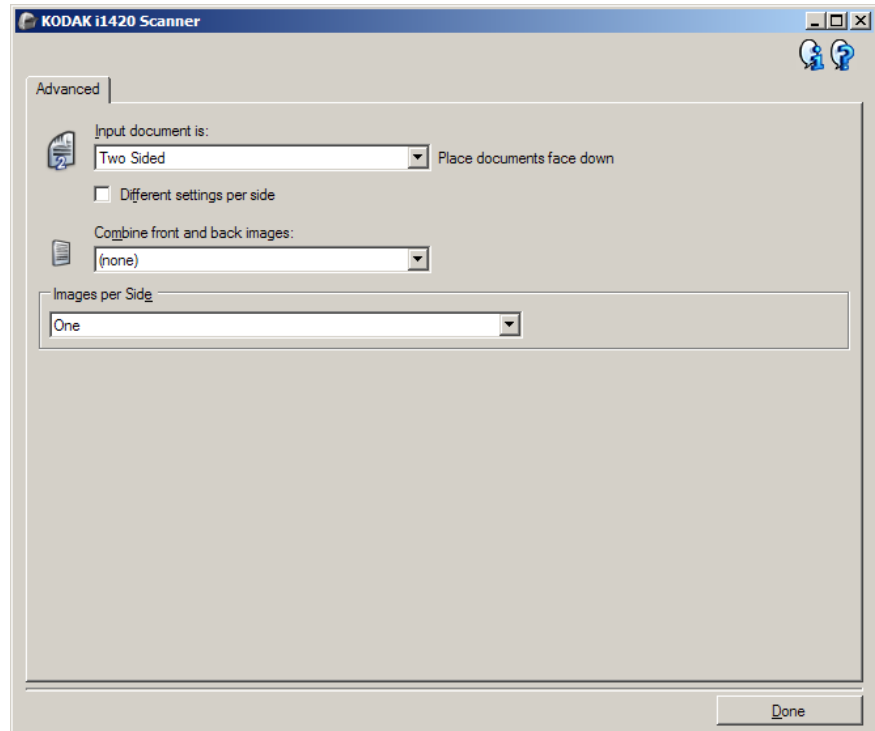 KODAK i1420 Scanner
Advanced
Input document is:
Two Sided
Place documents face down
Different settings per side
Combine front and back images:
(none)
Images per Side
One
Done